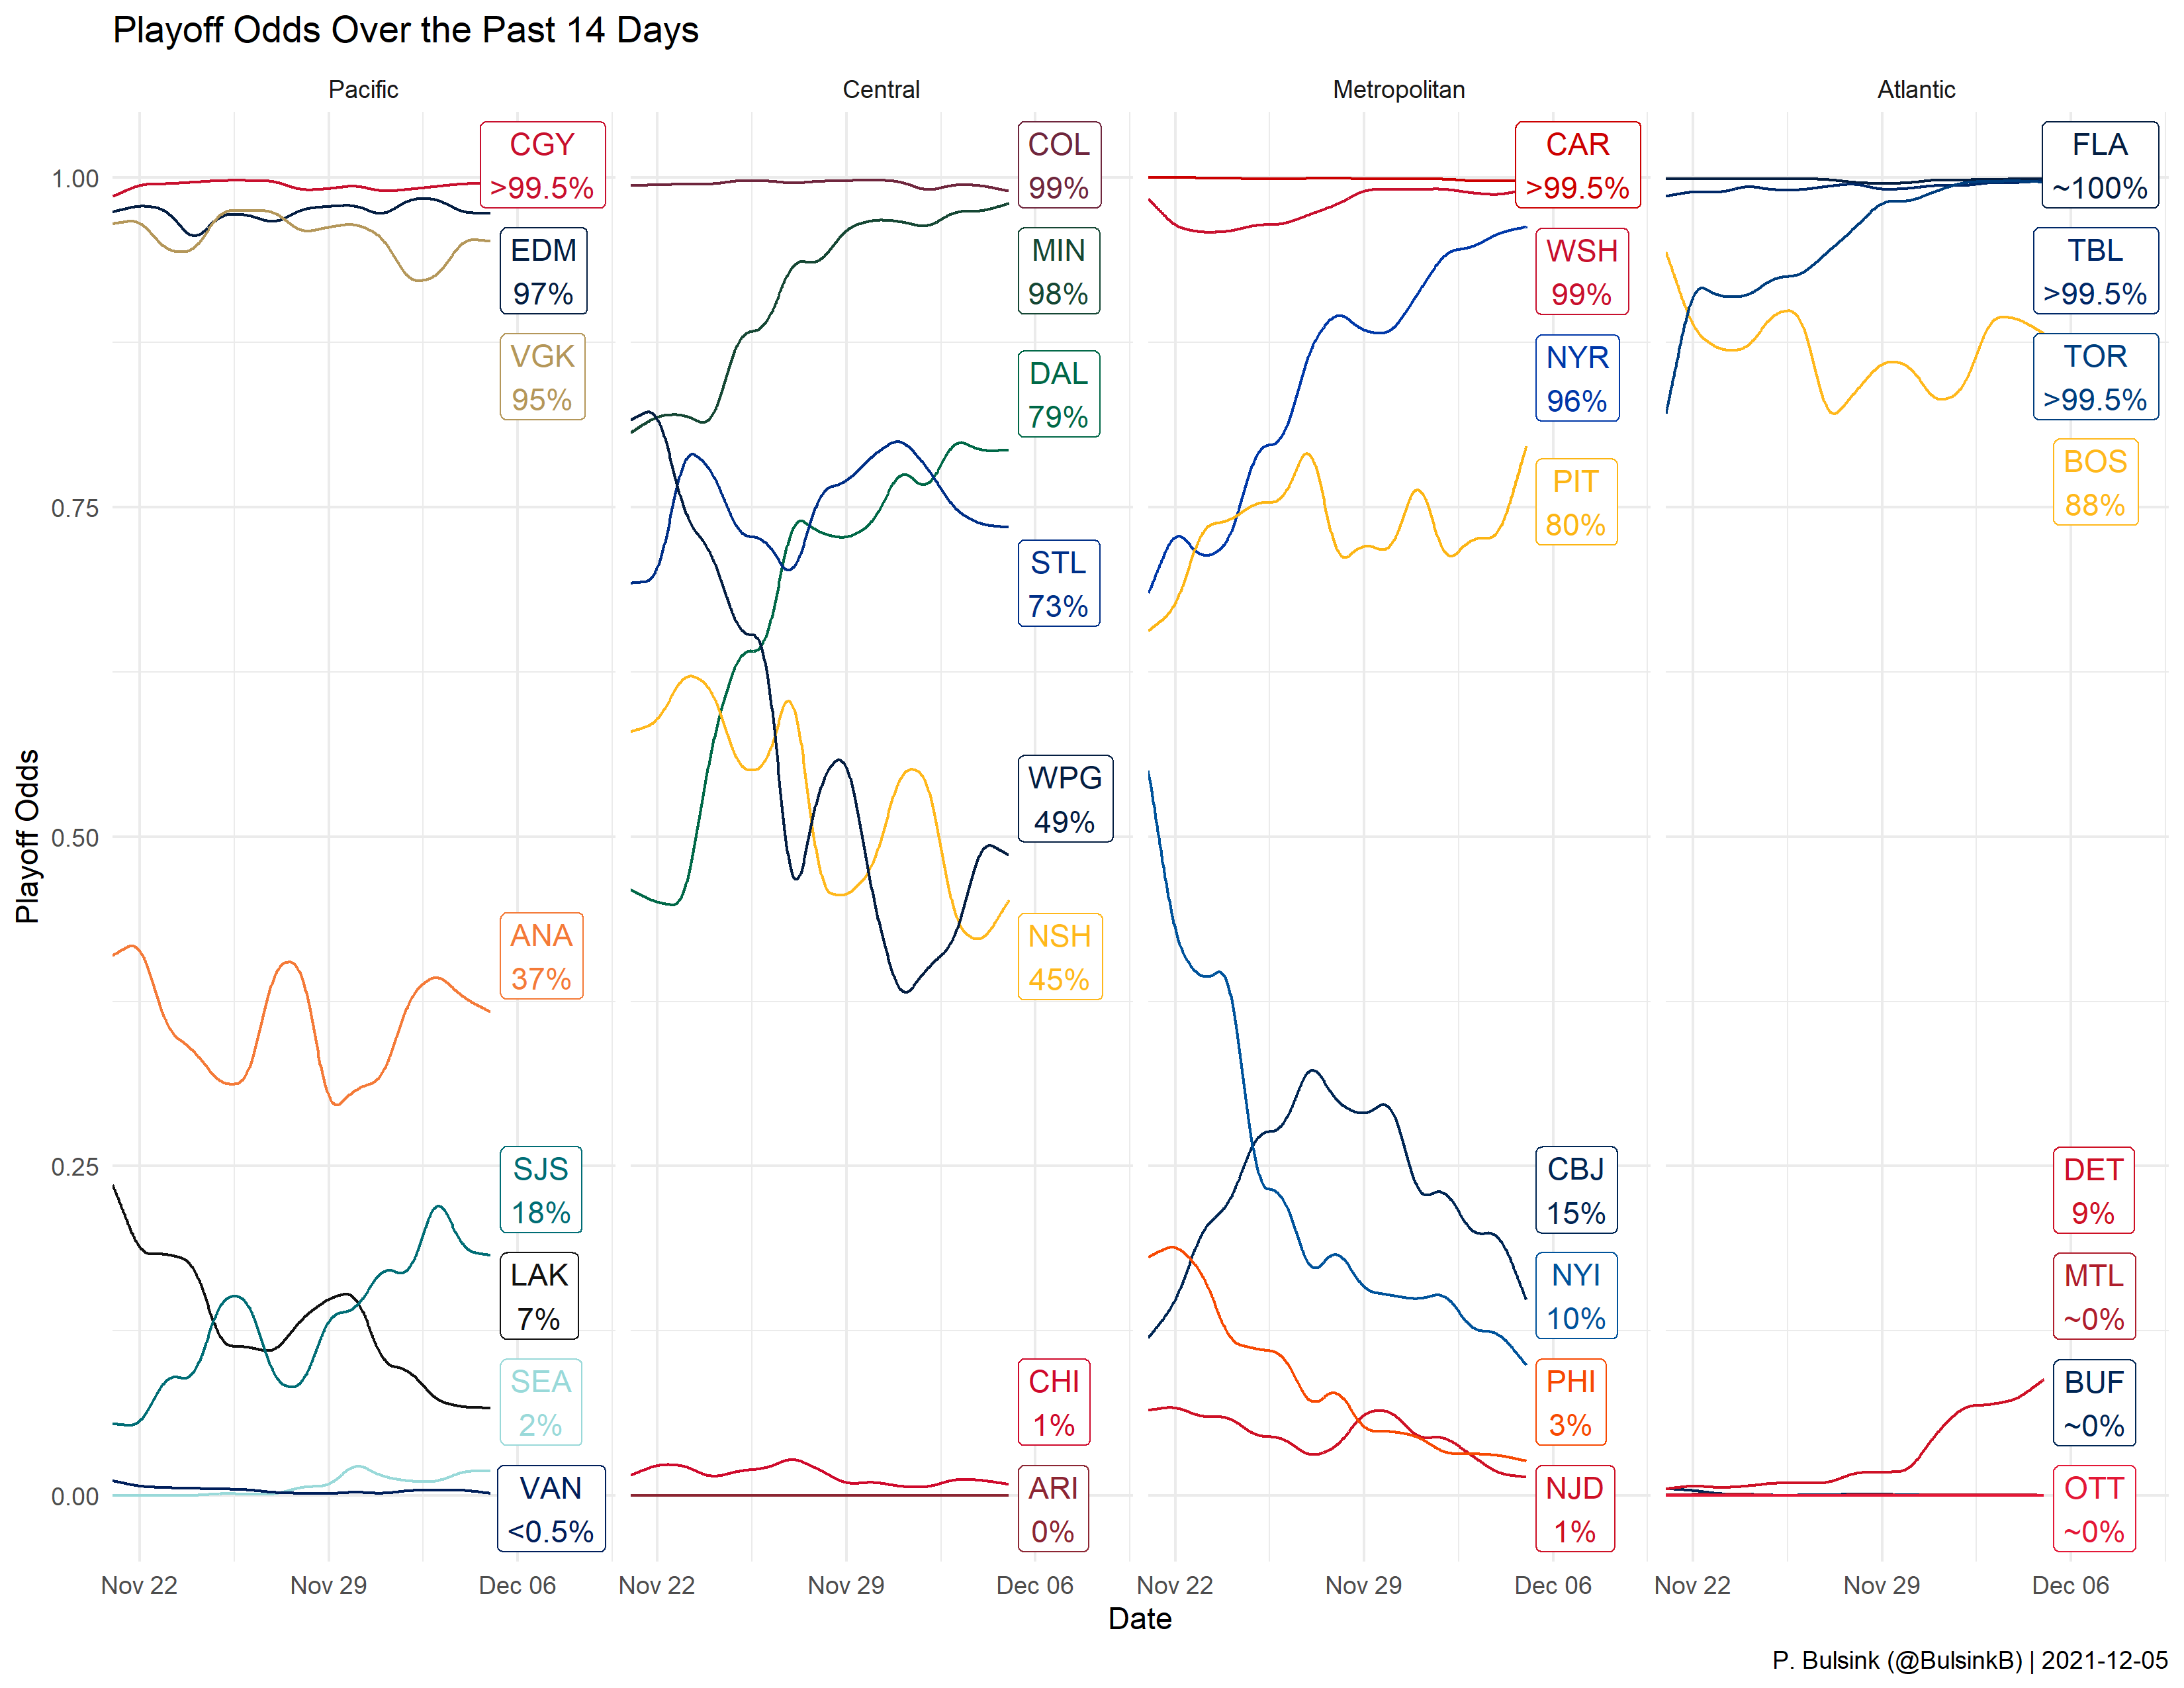 Playoff Odds Over the Past 14 Days
Pacific
Central
Metropolitan
Atlantic
Playoff Odds
1.00
0.75
0.50
0.25
0.00
CGY
>99.5%
EDM
97%
VGK
95%
ANA
37%
SJS
18%
LAK
7%
SEA
2%
VAN
<0.5%
COL
99%
MIN
98%
DAL
79%
STL
73%
WPG
49%
NSH
45%
CHI
1%
ARI
0%
CAR
>99.5%
WSH
99%
NYR
96%
PIT
80%
CBJ
15%
NYI
10%
PHI
3%
NJD
1%
FLA
~100%
TBL
>99.5%
TOR
>99.5%
BOS
88%
DET
9%
MTL
~0%
BUF
~0%
OTT
~0%
Nov 22 Nov 29 Dec 06
Nov 22 Nov 29 Dec 06
Nov 22 Nov 29 Dec 06
Nov 22 Nov 29 Dec 06
Date
P. Bulsink (@BulsinkB) | 2021-12-05